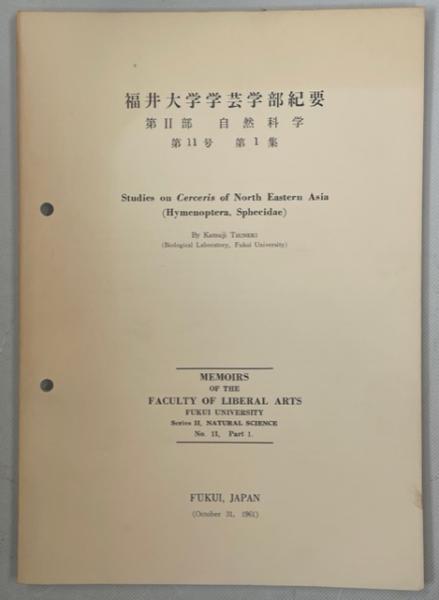 福井大学学芸学部紀要
第II部 自然科学
第11号 第1集
Studies on Cerceris of North Eastern Asia
(Hymenoptera, Sphecidae)
By Katsuji TSUNEKI
(Biological Laboratory, Fukui University)
MEMOIRS
OF THE
FACULTY OF LIBERAL ARTS
FUKUI UNIVERSITY
Series II, NATURAL SCIENCE
No. 11, Part 1.
FUKUI, JAPAN
(October 31, 1961)